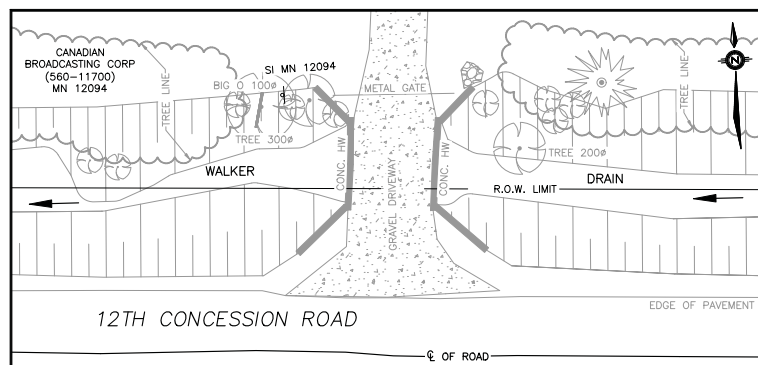 CANADIAN
BROADCASTING CORP
(560-11700)
MN 12094
TREE LINE
TREE LINE
BIG O 100ø
SI MN 12094
METAL GATE
TREE LINE
N
TREE 300ø
TREE 200ø
WALKER
CONC. HW.
CONC. HW.
DRAIN
R.O.W. LIMIT
GRAVEL DRIVEWAY
EDGE OF PAVEMENT
12TH CONCESSION ROAD
℄ OF ROAD